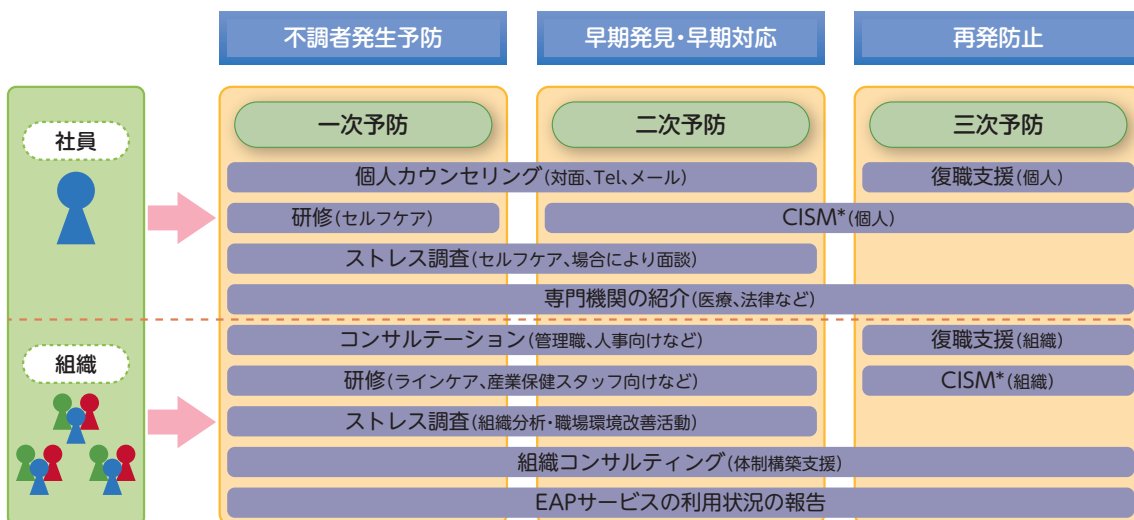 不調者発生予防
早期発見・早期対応
再発防止
社員
一次予防
二次予防
三次予防
個人カウンセリング(対面、Tel、メール)
復職支援(個人)
研修(セルフケア)
CISM*(個人)
ストレス調査(セルフケア、場合により面談)
専門機関の紹介(医療、法律など)
組織
コンサルテーション(管理職、人事向けなど)
復職支援(組織)
研修(ラインケア、産業保健スタッフ向けなど)
CISM*(組織)
ストレス調査(組織分析・職場環境改善活動)
組織コンサルティング(体制構築支援)
EAPサービスの利用状況の報告